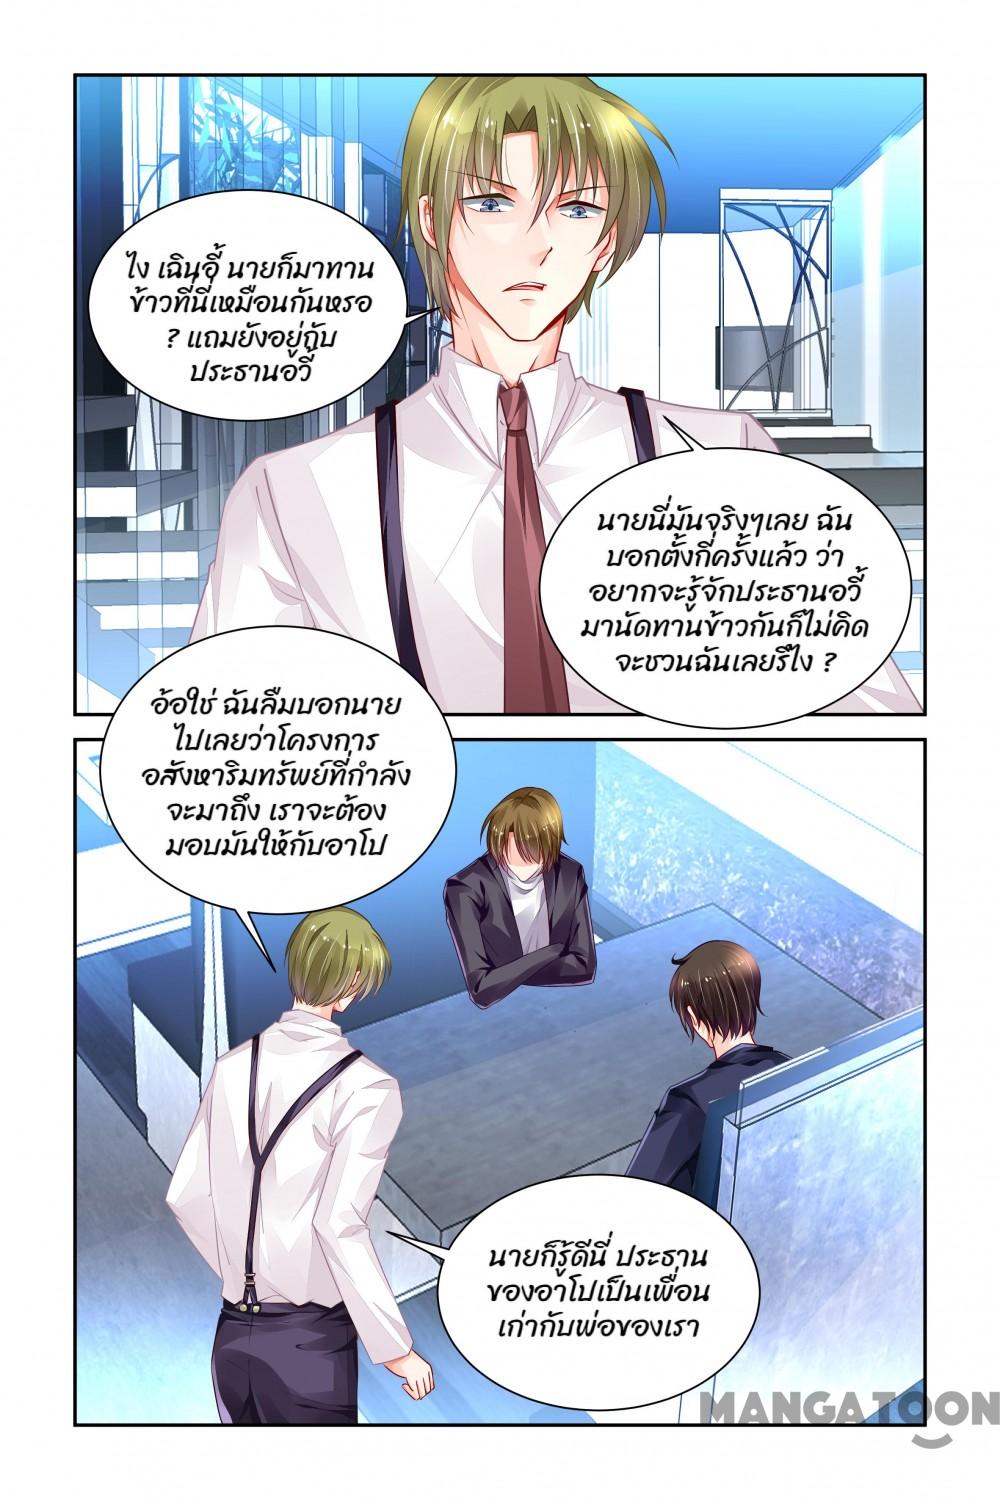 ไง เฉินอี้ นายก็มาทาน
ข้าวที่นี่เหมือนกันหรอ
? แถมยังอยู่กับ
ประธานอวี้
นายนี่มันจริงๆเลย ฉัน
บอกตั้งกี่ครั้งแล้ว ว่า
อยากจะรู้จักประธานอวี้
มานัดทานข้าวกันก็ไม่คิด
จะชวนฉันเลยรึไง ?
อ้อใช่ ฉันลืมบอกนาย
ไปเลยว่าโครงการ
อสังหาริมทรัพย์ที่กำลัง
จะมาถึง เราจะต้อง
มอบมันให้กับอาโป
นายก็รู้ดีนี่ ประธาน
ของอาโปเป็นเพื่อน
เก่ากับพ่อของเรา
MANGATOON